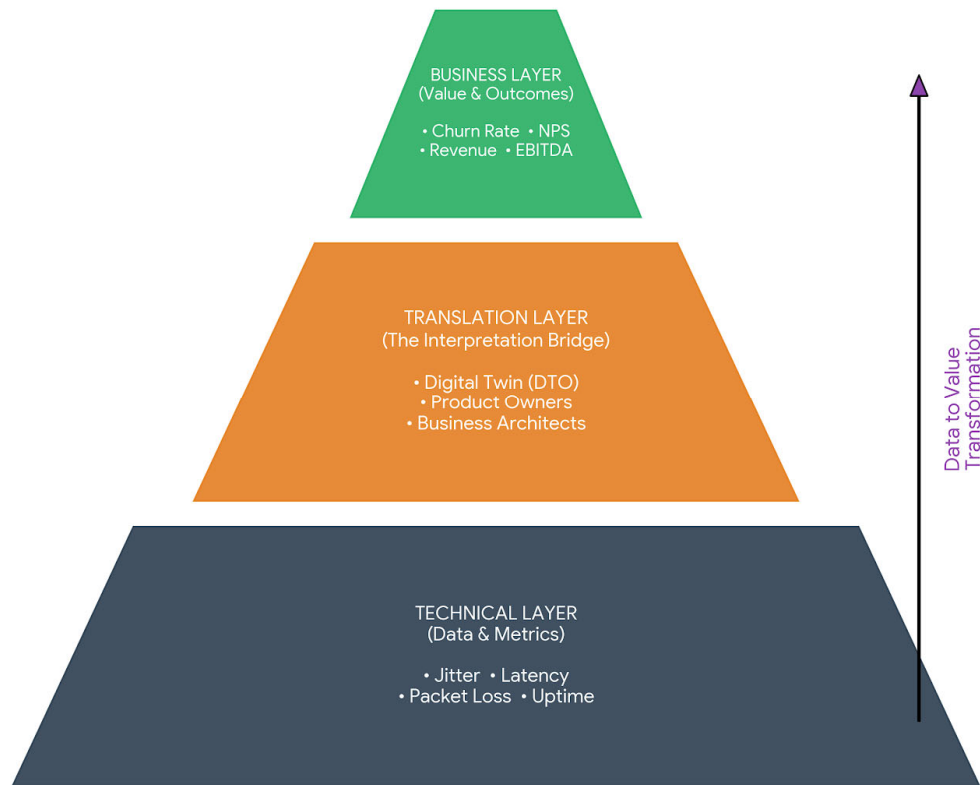 BUSINESS LAYER
(Value & Outcomes)
• Churn Rate • NPS
• Revenue • EBITDA
TRANSLATION LAYER
(The Interpretation Bridge)
• Digital Twin (DTO)
• Product Owners
• Business Architects
TECHNICAL LAYER
(Data & Metrics)
• Jitter • Latency
• Packet Loss • Uptime
Data to Value
Transformation